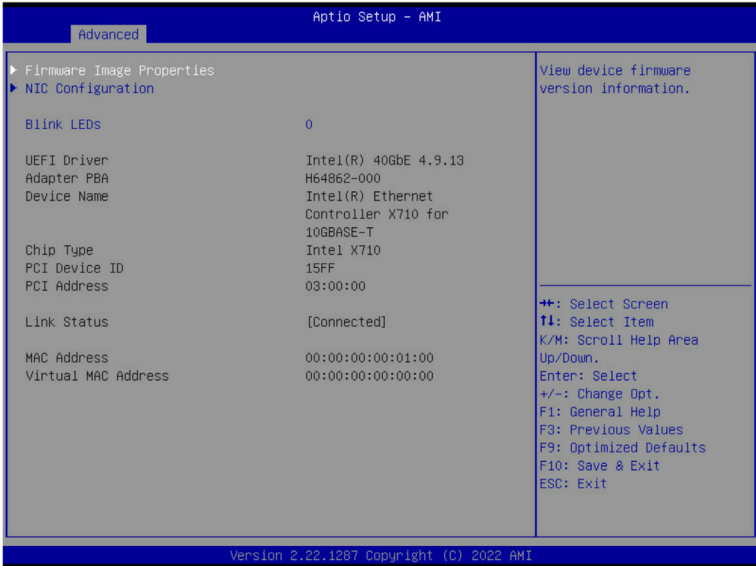 Aptio Setup – AMI
Advanced
▶ Firmware Image Properties
▶ NIC Configuration
Blink LEDs 0
UEFI Driver Intel(R) 40GbE 4.9.13
Adapter PBA H64862-000
Device Name Intel(R) Ethernet
Controller X710 for
10GBASE-T
Chip Type Intel X710
PCI Device ID 15FF
PCI Address 03:00:00
Link Status [Connected]
MAC Address 00:00:00:00:01:00
Virtual MAC Address 00:00:00:00:00:00
View device firmware
version information.
→←: Select Screen
↑↓: Select Item
K/M: Scroll Help Area
Up/Down.
Enter: Select
+/-: Change Opt.
F1: General Help
F3: Previous Values
F9: Optimized Defaults
F10: Save & Exit
ESC: Exit
Version 2.22.1287 Copyright (C) 2022 AMI